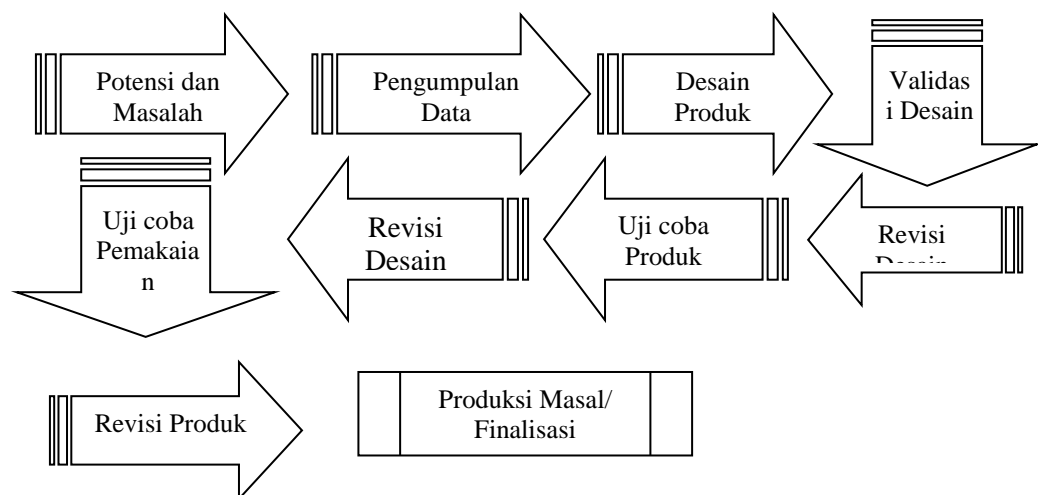 Potensi dan
Masalah
Pengumpulan
Data
Desain
Produk
Validas
i Desain
Revisi
Uji coba
Produk
Revisi
Desain
Uji coba
Pemakaia
n
Revisi Produk
Produksi Masal/
Finalisasi